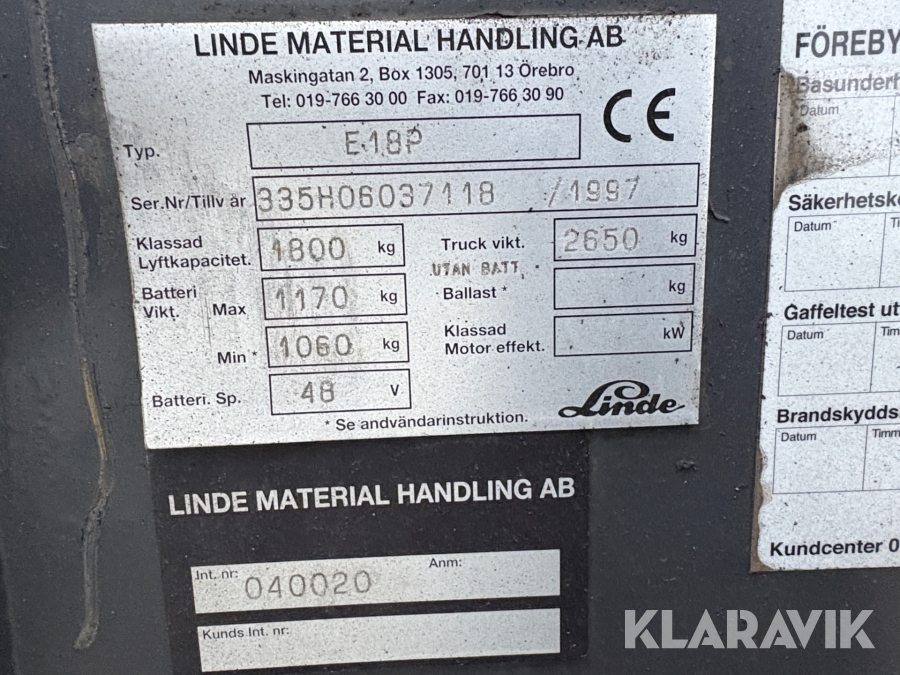 LINDE MATERIAL HANDLING AB
Maskingatan 2, Box 1305, 701 13 Örebro
Tel: 019-766 30 00 Fax: 019-766 30 90
CE
Typ. E18P
Ser.Nr/Tillv år 335H06037118 /1997
Klassad Lyftkapacitet. 1800 kg
Truck vikt. 2650 kg
UTAN BATT. *
Batteri Vikt. Max 1170 kg
Ballast * kg
Min * 1060 kg
Klassad Motor effekt. kW
Batteri. Sp. 48 V
* Se andvändarinstruktion.
Linde
LINDE MATERIAL HANDLING AB
Int. nr: 040020 Anm:
Kunds Int. nr:
FÖREBY
Basunderh
Datum
Säkerhetsko
Datum Ti
Gaffeltest ut
Datum Tim
Brandskydds
Datum Timm
Kundcenter 0
KLARAVIK